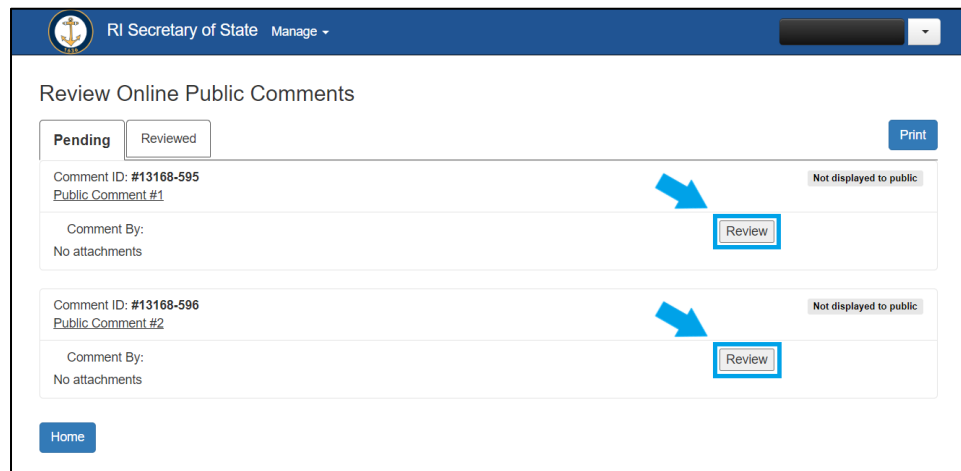 RI Secretary of State Manage
Review Online Public Comments
Pending Reviewed Print
Comment ID: #13168-595 Not displayed to public
Public Comment #1
Comment By: Review
No attachments
Comment ID: #13168-596 Not displayed to public
Public Comment #2
Comment By: Review
No attachments
Home